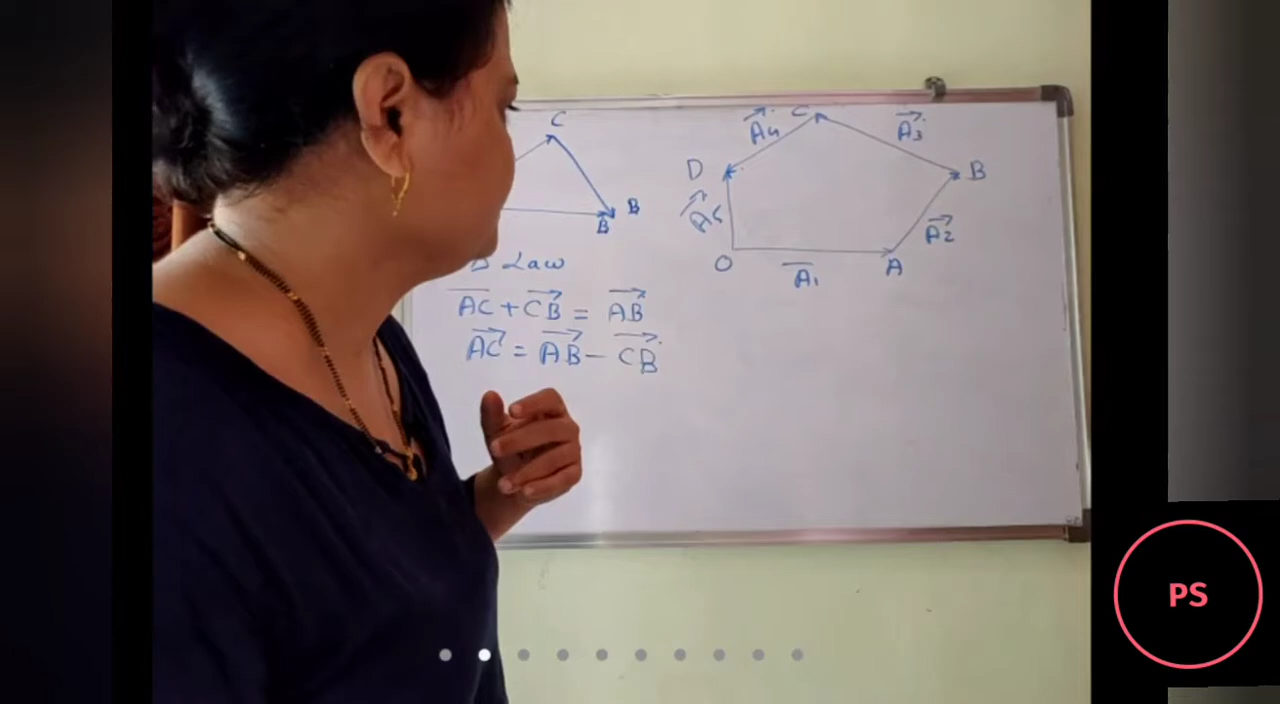 C
B
B
Δ Law
AC + CB = AB
AC = AB − CB
C
A4
A3
D
B
A5
A2
O
A
A1
PS